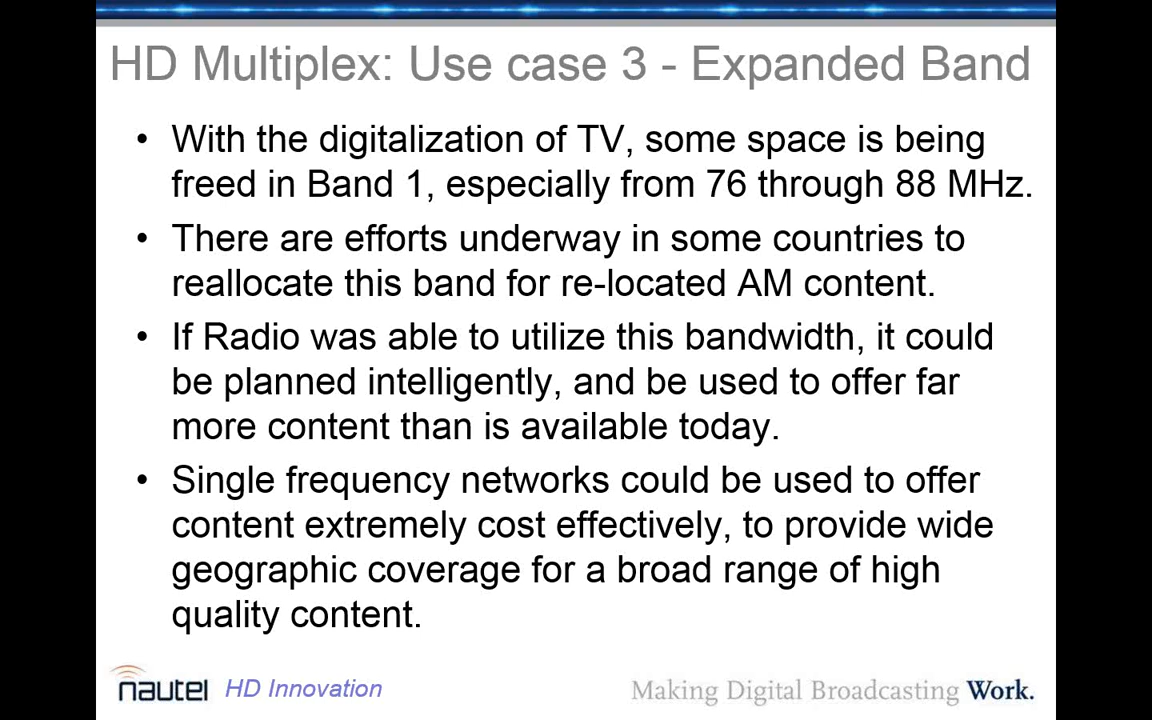 HD Multiplex: Use case 3 - Expanded Band
• With the digitalization of TV, some space is being
freed in Band 1, especially from 76 through 88 MHz.
• There are efforts underway in some countries to
reallocate this band for re-located AM content.
• If Radio was able to utilize this bandwidth, it could
be planned intelligently, and be used to offer far
more content than is available today.
• Single frequency networks could be used to offer
content extremely cost effectively, to provide wide
geographic coverage for a broad range of high
quality content.
nautel HD Innovation
Making Digital Broadcasting Work.